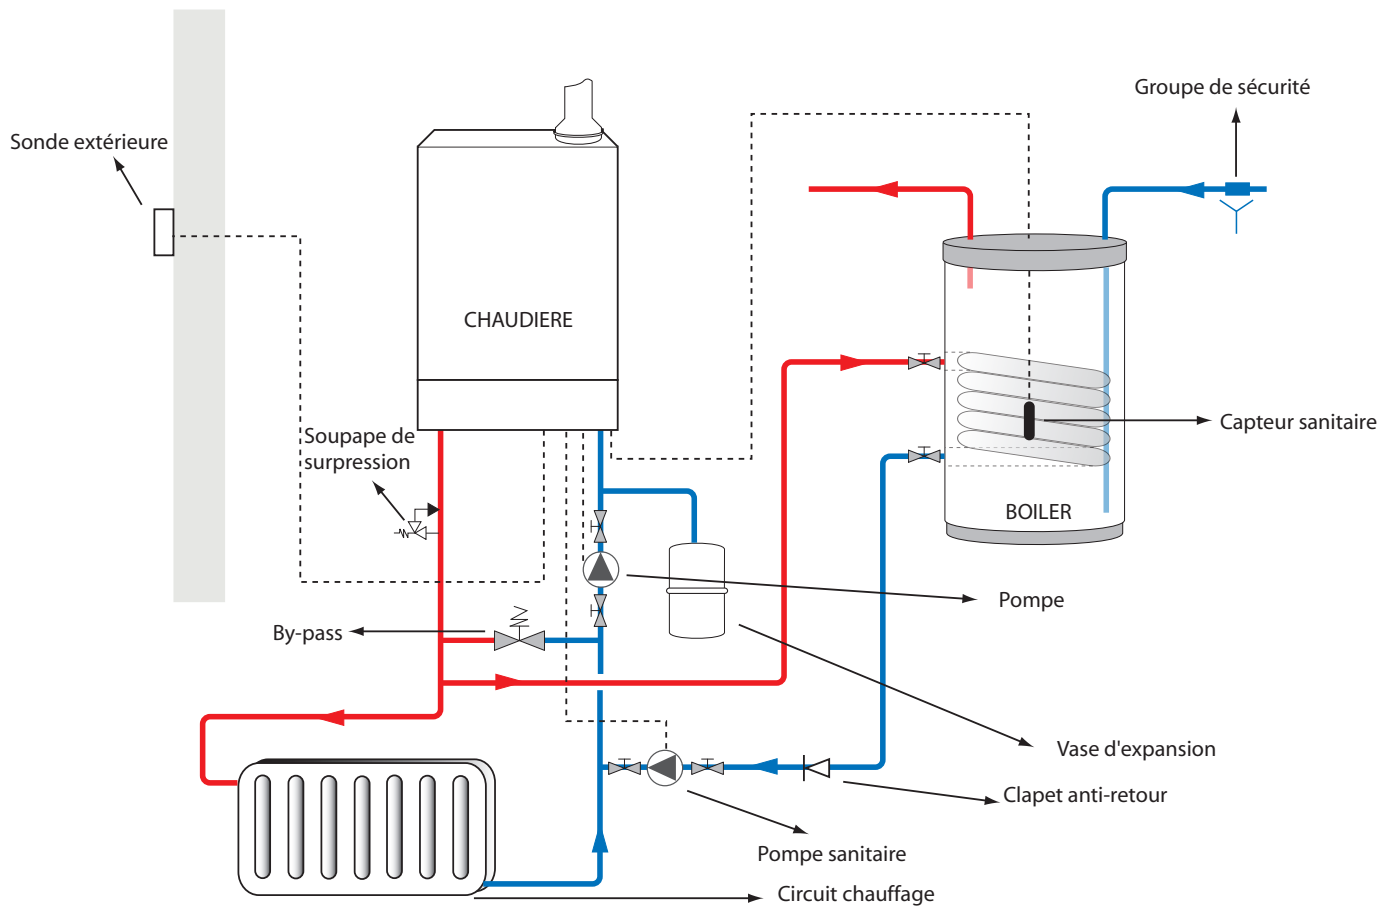 Groupe de sécurité
Sonde extérieure
CHAUDIERE
Capteur sanitaire
Soupape de
surpression
BOILER
Pompe
By-pass
Vase d'expansion
Clapet anti-retour
Pompe sanitaire
Circuit chauffage